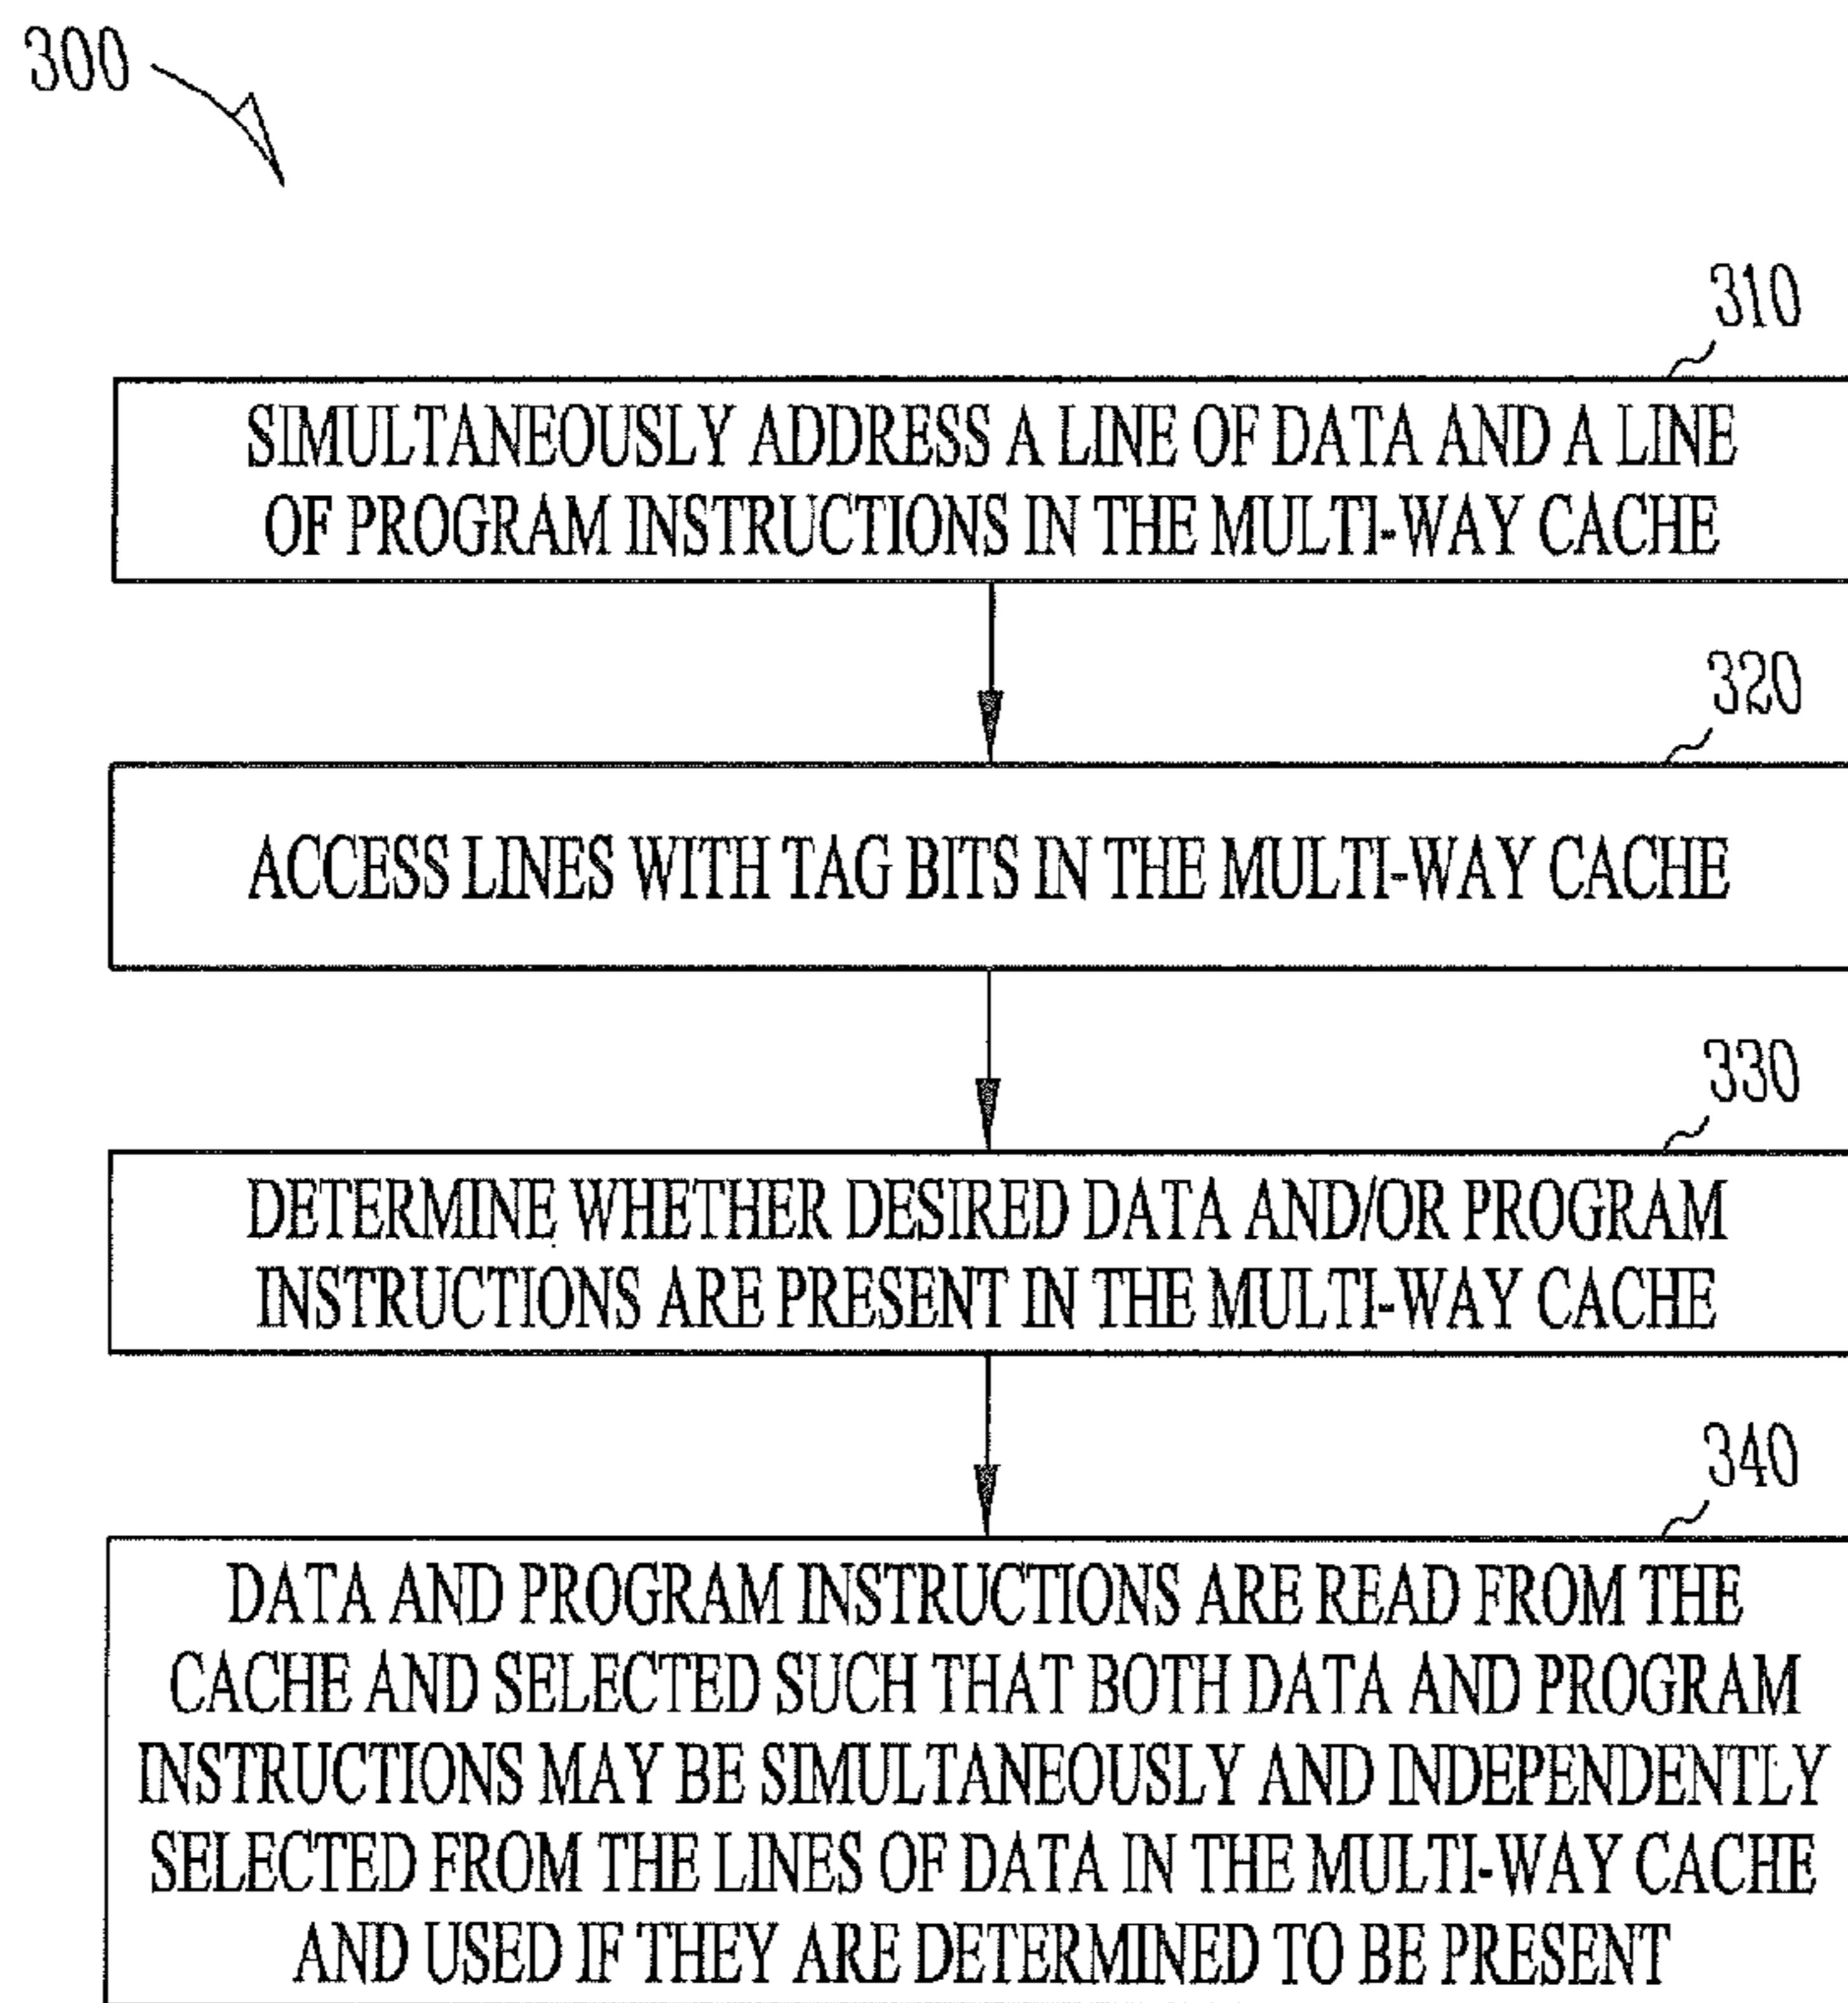 300
310
SIMULTANEOUSLY ADDRESS A LINE OF DATA AND A LINE
OF PROGRAM INSTRUCTIONS IN THE MULTI-WAY CACHE
320
ACCESS LINES WITH TAG BITS IN THE MULTI-WAY CACHE
330
DETERMINE WHETHER DESIRED DATA AND/OR PROGRAM
INSTRUCTIONS ARE PRESENT IN THE MULTI-WAY CACHE
340
DATA AND PROGRAM INSTRUCTIONS ARE READ FROM THE
CACHE AND SELECTED SUCH THAT BOTH DATA AND PROGRAM
INSTRUCTIONS MAY BE SIMULTANEOUSLY AND INDEPENDENTLY
SELECTED FROM THE LINES OF DATA IN THE MULTI-WAY CACHE
AND USED IF THEY ARE DETERMINED TO BE PRESENT